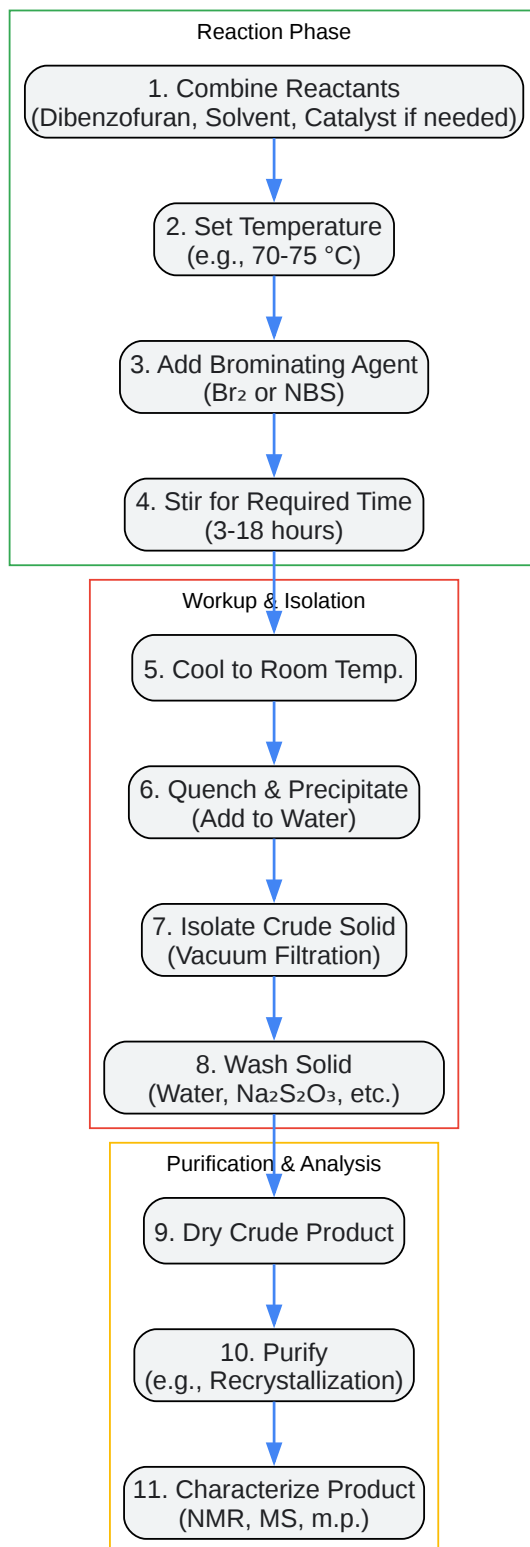 Reaction Phase
1. Combine Reactants
(Dibenzofuran, Solvent, Catalyst if needed)
2. Set Temperature
(e.g., 70-75 °C)
3. Add Brominating Agent
(Br₂ or NBS)
4. Stir for Required Time
(3-18 hours)
Workup & Isolation
5. Cool to Room Temp.
6. Quench & Precipitate
(Add to Water)
7. Isolate Crude Solid
(Vacuum Filtration)
8. Wash Solid
(Water, Na₂S₂O₃, etc.)
Purification & Analysis
9. Dry Crude Product
10. Purify
(e.g., Recrystallization)
11. Characterize Product
(NMR, MS, m.p.)